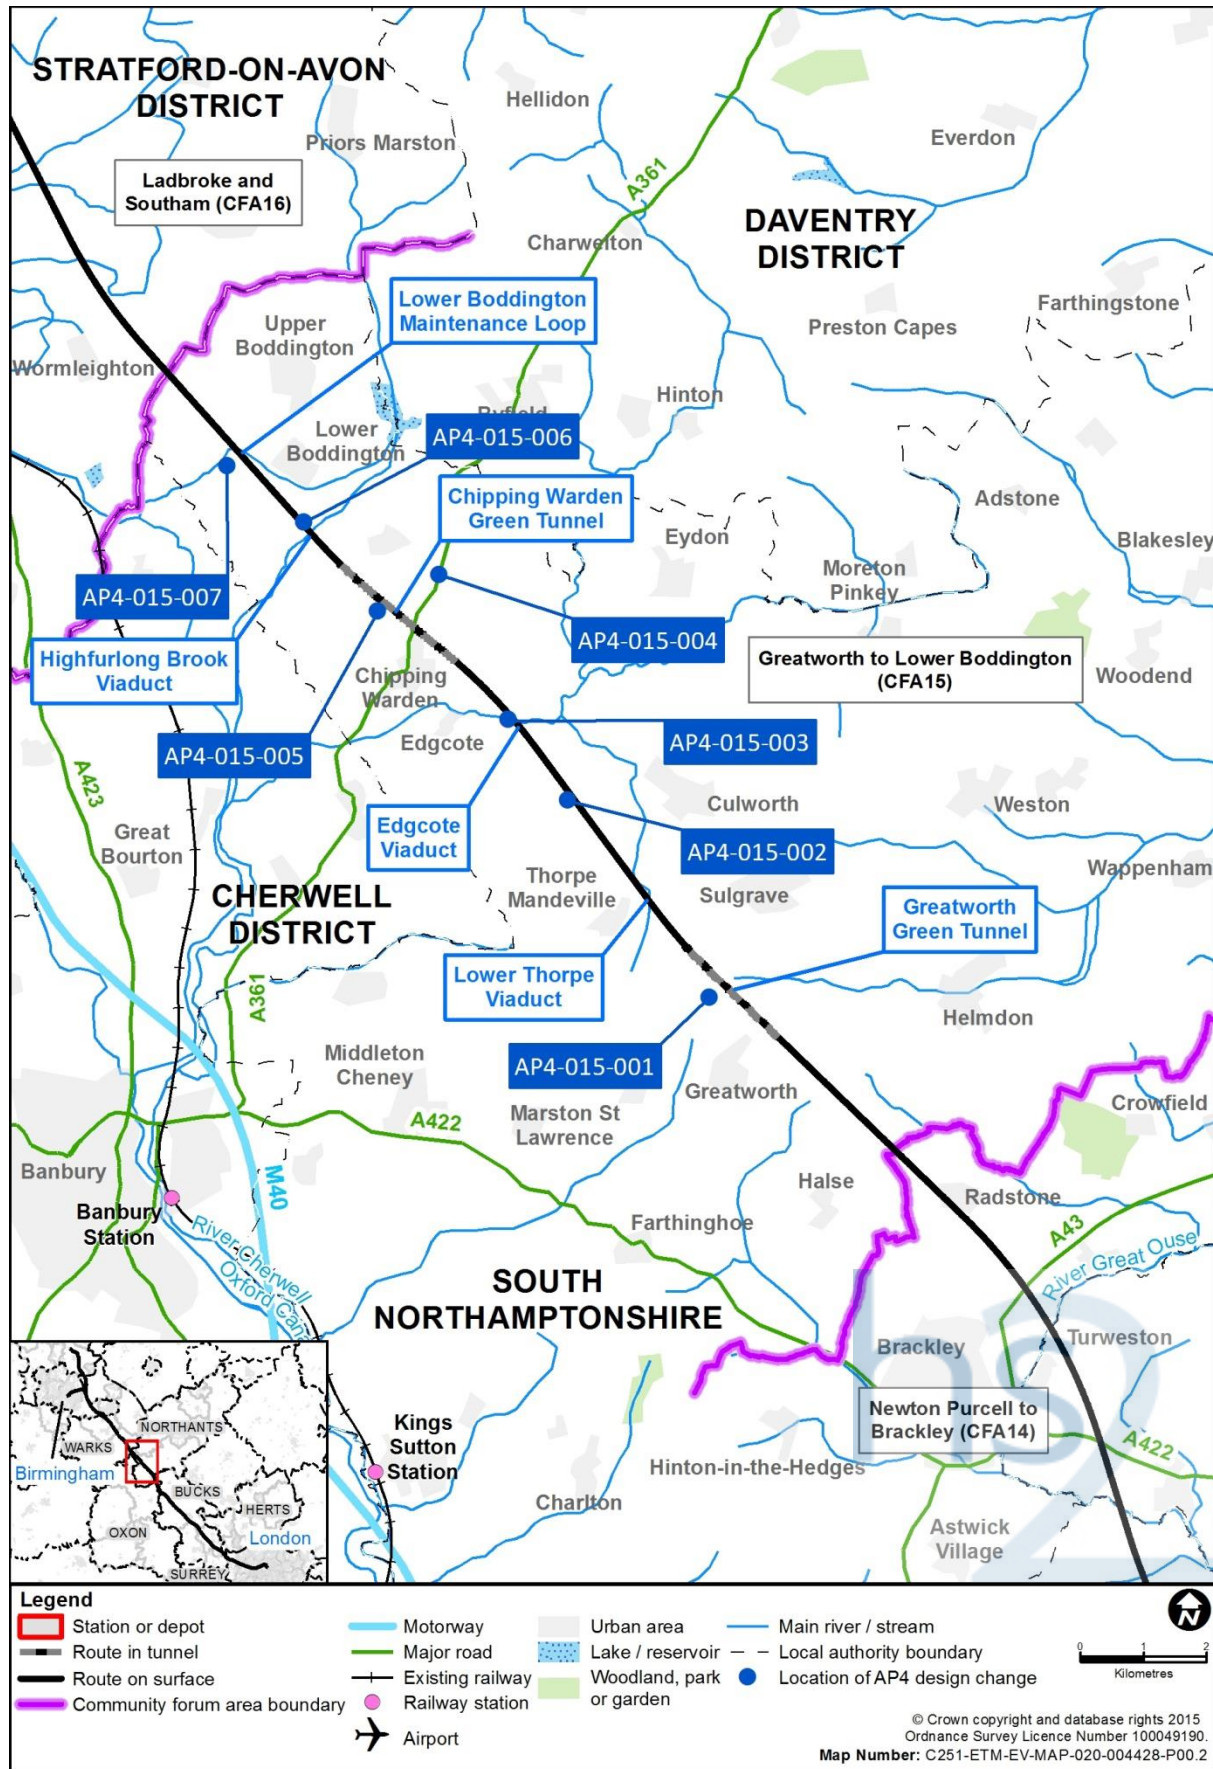 STRATFORD-ON-AVON
DISTRICT
Hellidon
Everdon
Priors Marston
A361
Ladbroke and
Southam (CFA16)
DAVENTRY
DISTRICT
Charwelton
Lower Boddington
Maintenance Loop
Farthingstone
Upper
Boddington
Preston Capes
Wormleighton
Hinton
Byfield
Lower
Boddington
AP4-015-006
Chipping Warden
Green Tunnel
Adstone
Eydon
Blakesley
Moreton
Pinkey
AP4-015-007
AP4-015-004
Highfurlong Brook
Viaduct
Greatworth to Lower Boddington
(CFA15)
Woodend
Chipping
Warden
Edgcote
AP4-015-003
AP4-015-005
A423
Culworth
Weston
Great
Bourton
Edgcote
Viaduct
AP4-015-002
Wappenham
Thorpe
Mandeville
CHERWELL
DISTRICT
Sulgrave
Greatworth
Green Tunnel
Lower Thorpe
Viaduct
A361
Helmdon
Middleton
Cheney
AP4-015-001
Greatworth
Crowfield
A422
Marston St
Lawrence
Banbury
M40
Halse
Radstone
Banbury
Station
Farthinghoe
A43
River Cherwell
Oxford Can
River Great Ouse
SOUTH
NORTHAMPTONSHIRE
hs2
Brackley
Turweston
Newton Purcell to
Brackley (CFA14)
A422
Kings
Sutton
Station
Hinton-in-the-Hedges
Charlton
Astwick
Village
NORTHANTS
WARKS
Birmingham
BUCKS
HERTS
OXON
London
SURREY
Legend
Station or depot
Route in tunnel
Route on surface
Community forum area boundary
Motorway
Major road
Existing railway
Railway station
Airport
Urban area
Lake / reservoir
Woodland, park
or garden
Main river / stream
Local authority boundary
Location of AP4 design change
N
0 1 2
Kilometres
© Crown copyright and database rights 2015
Ordnance Survey Licence Number 100049190.
Map Number: C251-ETM-EV-MAP-020-004428-P00.2